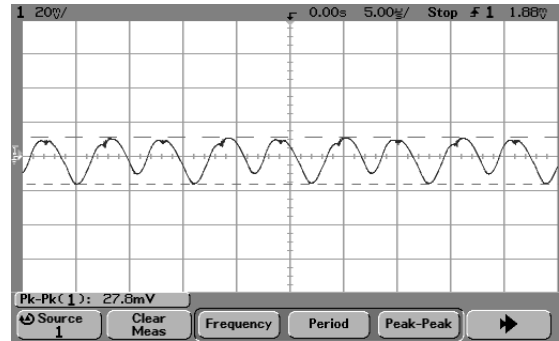 1 20㎷/ 0.00s 5.00㎳/ Stop 1 1.88㎷
Pk-Pk(1): 27.8mV
Source
1
Clear
Meas
Frequency
Period
Peak-Peak